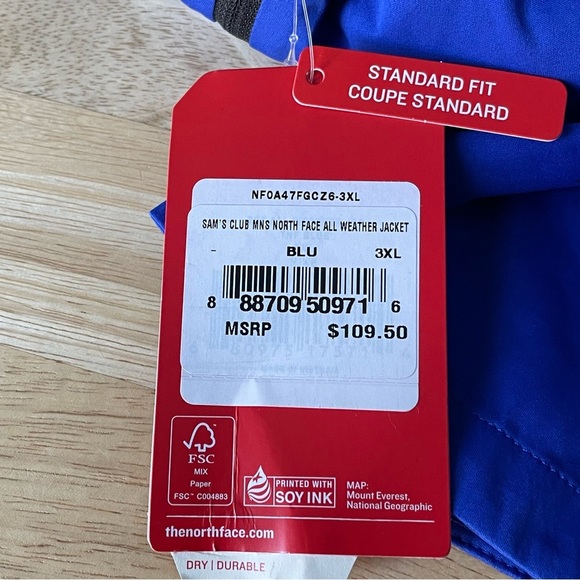 STANDARD FIT
COUPE STANDARD
NF0A47FGCZ6-3XL
SAM'S CLUB MNS NORTH FACE ALL WEATHER JACKET
- BLU 3XL
8 88709 50971 6
MSRP $109.50
FSC
MIX
Paper
FSC™ C004883
PRINTED WITH
SOY INK
MAP:
Mount Everest,
National Geographic
thenorthface.com
DRY | DURABLE